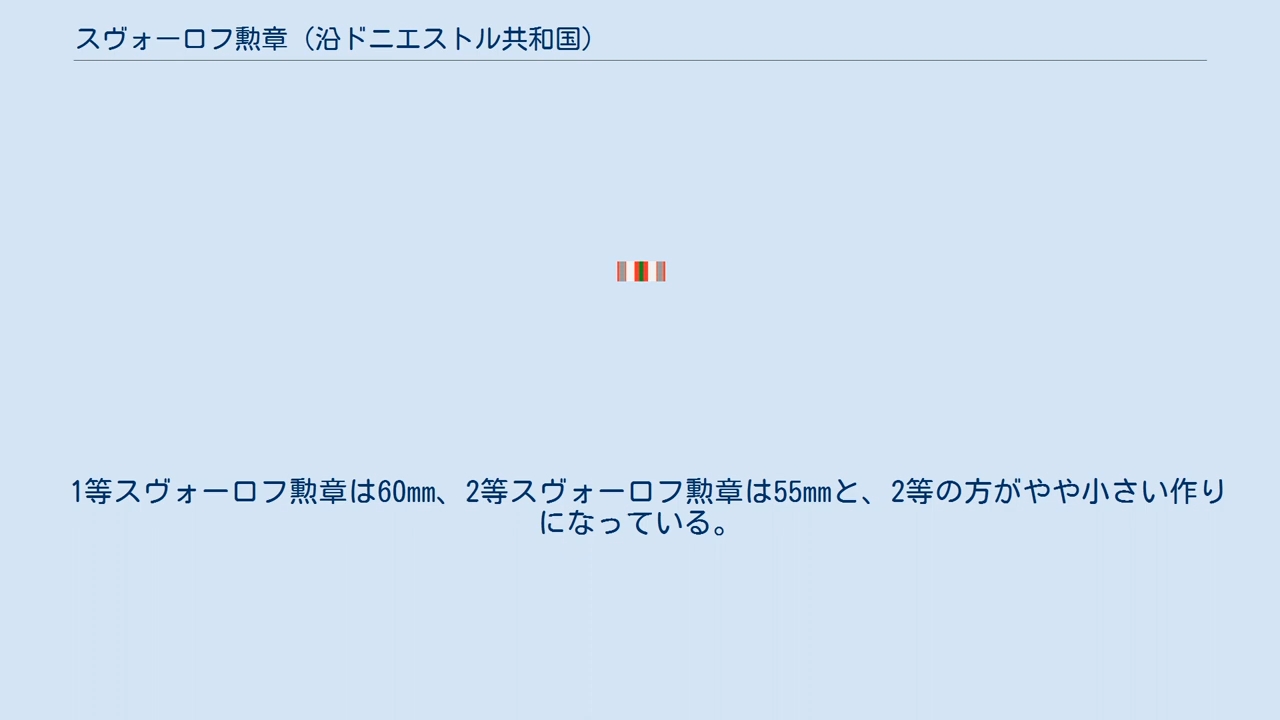 スヴォーロフ勲章（沿ドニエストル共和国）
1等スヴォーロフ勲章は60mm、2等スヴォーロフ勲章は55mmと、2等の方がやや小さい作り
になっている。